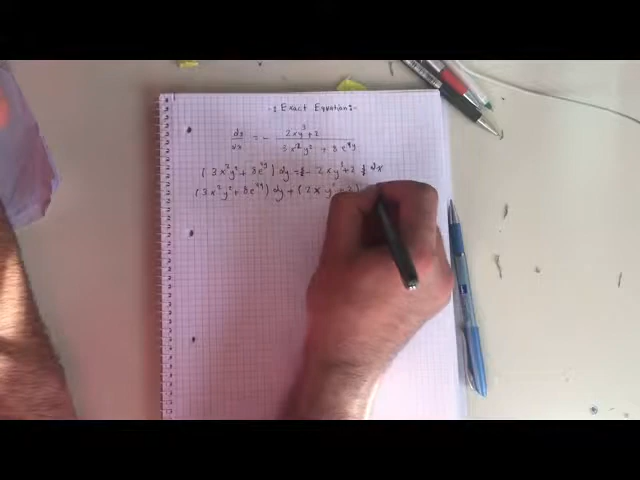 -: Exact Equation:-
dy/dx = - (2xy³+2)/(3x²y² + 8e⁴ʸ)
(3x²y²+ 8e⁴ʸ) dy = {- 2xy³+2} dx
(3x²y²+8e⁴ʸ) dy + (2xy³+2)